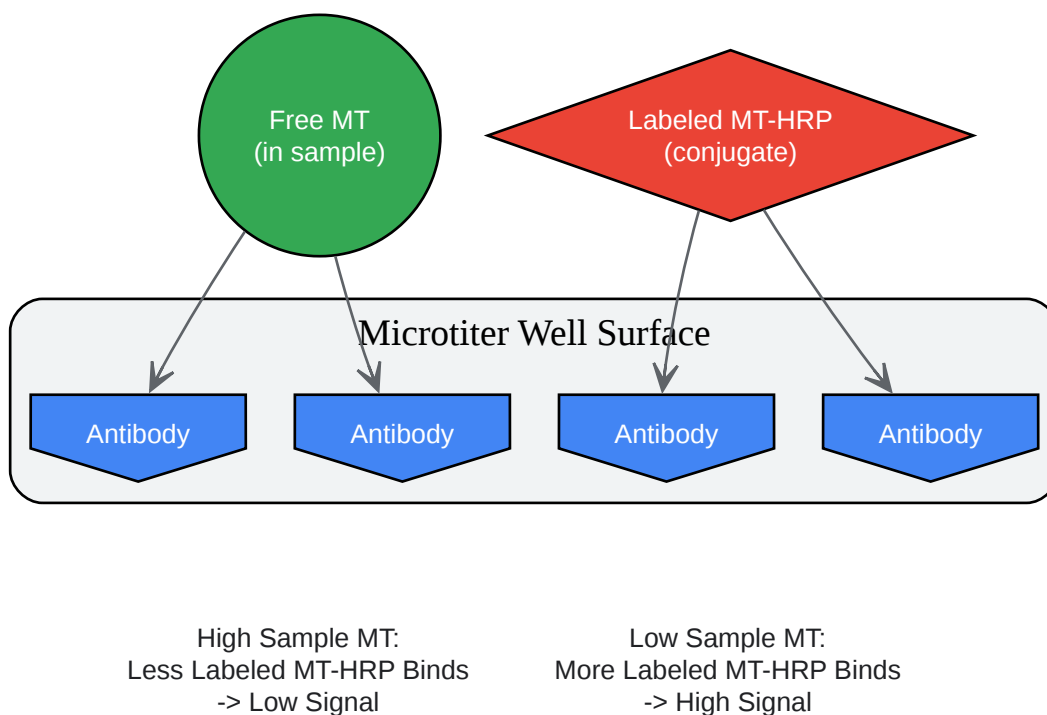 Free MT
(in sample)
Labeled MT-HRP
(conjugate)
Microtiter Well Surface
Antibody
Antibody
Antibody
Antibody
High Sample MT:
Less Labeled MT-HRP Binds
-> Low Signal
Low Sample MT:
More Labeled MT-HRP Binds
-> High Signal